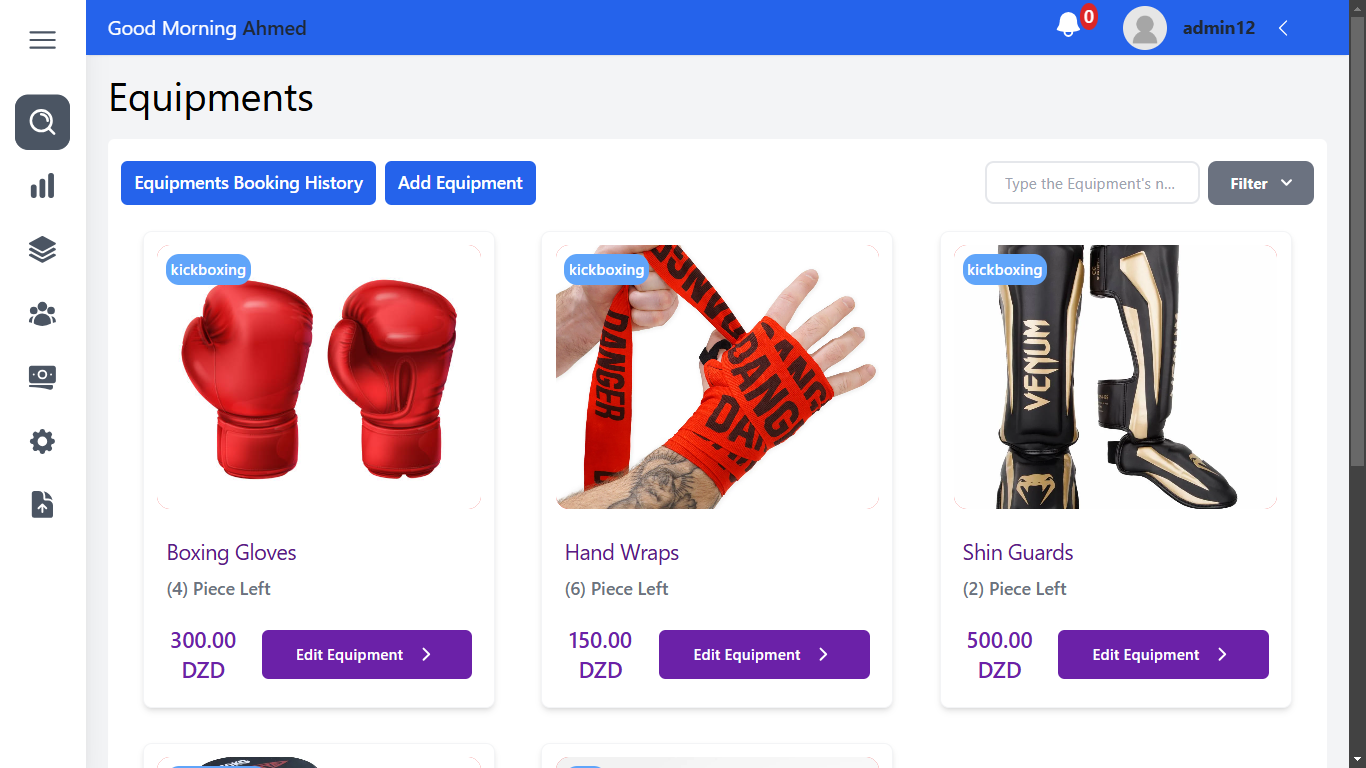 Good Morning Ahmed
0
admin12
Equipments
Equipments Booking History
Add Equipment
Type the Equipment's n...
Filter
kickboxing
kickboxing
kickboxing
DANGER
DANGER
VENUM
Boxing Gloves
Hand Wraps
Shin Guards
(4) Piece Left
(6) Piece Left
(2) Piece Left
300.00
DZD
Edit Equipment
150.00
DZD
Edit Equipment
500.00
DZD
Edit Equipment